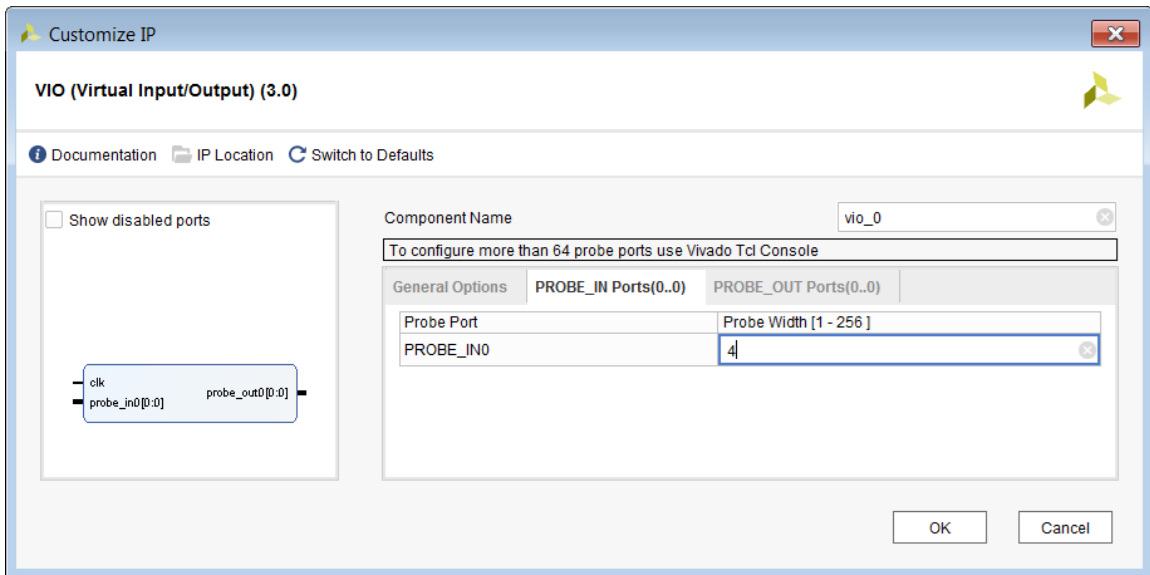 Customize IP
VIO (Virtual Input/Output) (3.0)
Documentation IP Location Switch to Defaults
Show disabled ports
Component Name vio_0
To configure more than 64 probe ports use Vivado Tcl Console
General Options PROBE_IN Ports(0..0) PROBE_OUT Ports(0..0)
Probe Port Probe Width [1 - 256 ]
PROBE_IN0 4
clk
probe_in0[0:0]
probe_out0[0:0]
OK Cancel